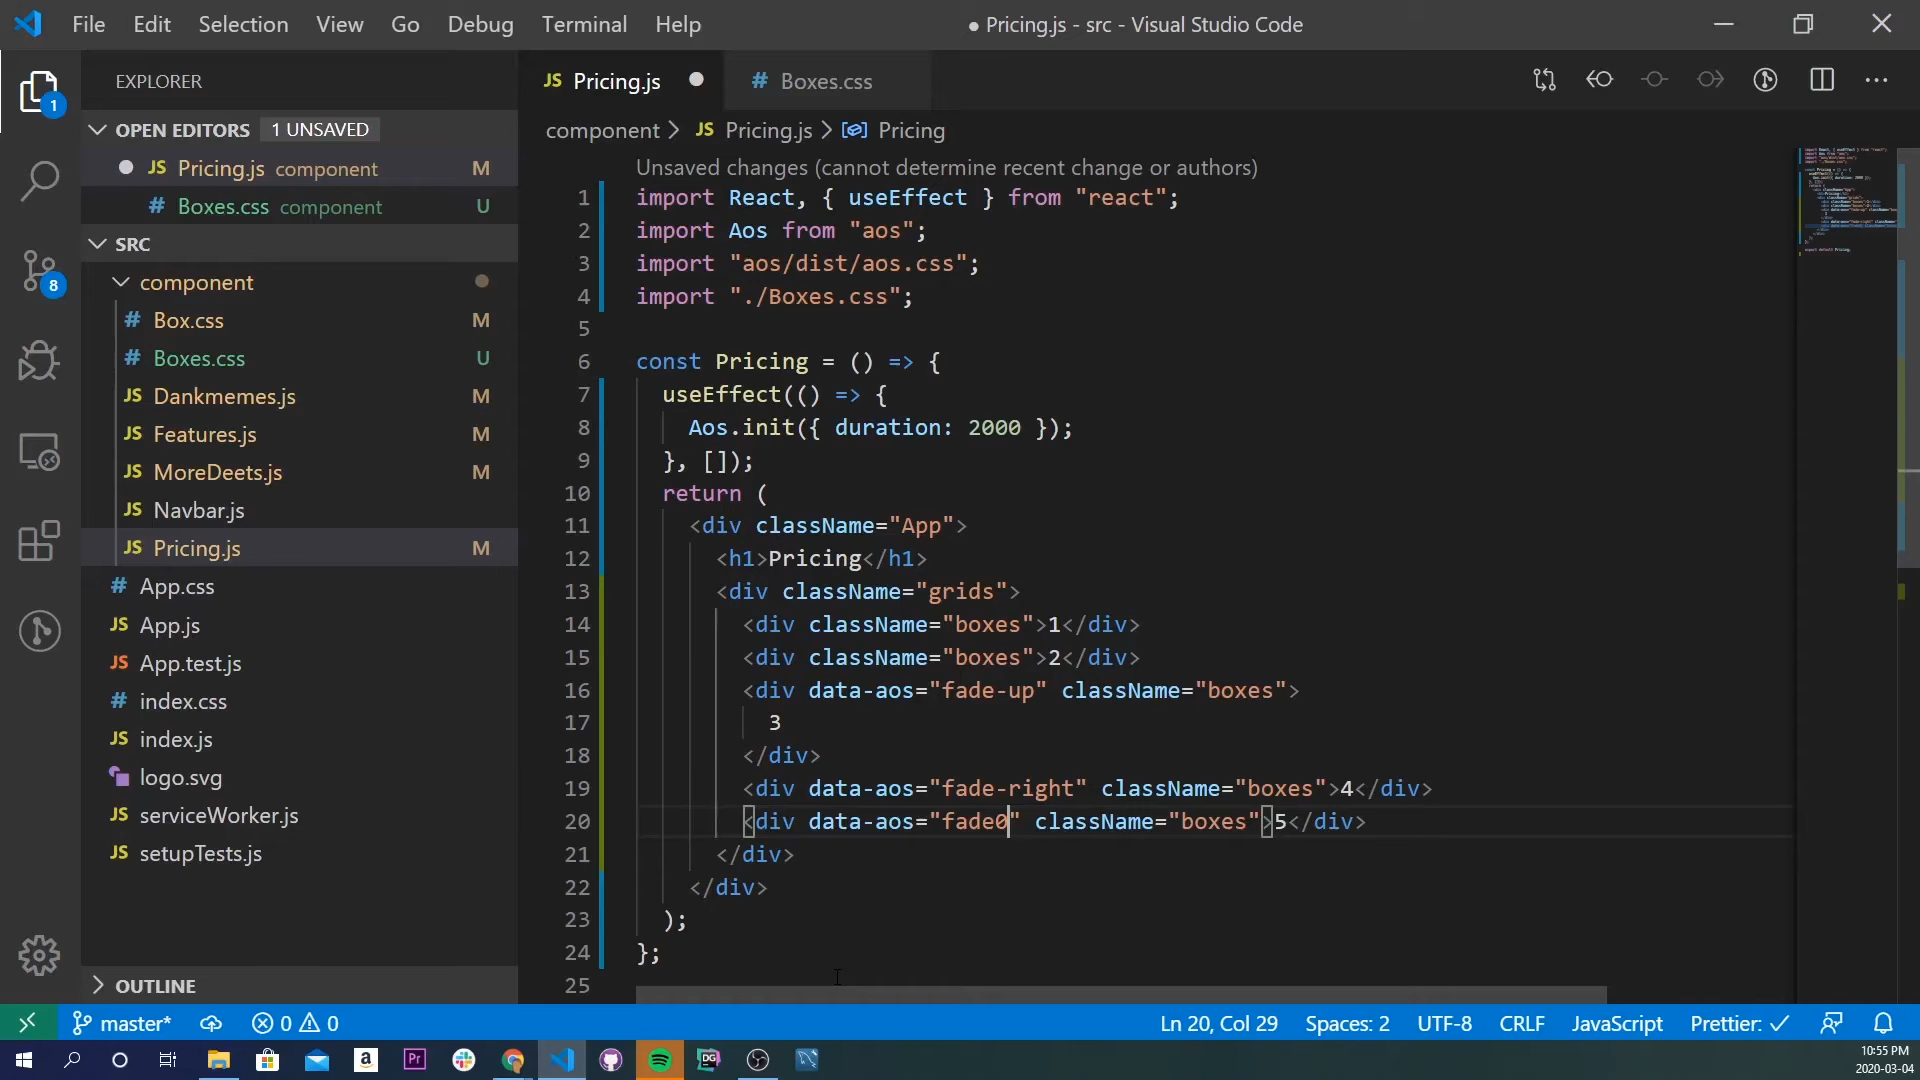 File Edit Selection View Go Debug Terminal Help
● Pricing.js - src - Visual Studio Code
EXPLORER
OPEN EDITORS 1 UNSAVED
JS Pricing.js component M
# Boxes.css component U
SRC
component
# Box.css M
# Boxes.css U
JS Dankmemes.js M
JS Features.js M
JS MoreDeets.js M
JS Navbar.js
JS Pricing.js M
# App.css
JS App.js
JS App.test.js
# index.css
JS index.js
logo.svg
JS serviceWorker.js
JS setupTests.js
OUTLINE
1
8
JS Pricing.js
# Boxes.css
component > JS Pricing.js > Pricing
Unsaved changes (cannot determine recent change or authors)
1 import React, { useEffect } from "react";
2 import Aos from "aos";
3 import "aos/dist/aos.css";
4 import "./Boxes.css";
5
6 const Pricing = () => {
7 useEffect(() => {
8 Aos.init({ duration: 2000 });
9 }, []);
10 return (
11 <div className="App">
12 <h1>Pricing</h1>
13 <div className="grids">
14 <div className="boxes">1</div>
15 <div className="boxes">2</div>
16 <div data-aos="fade-up" className="boxes">
17 3
18 </div>
19 <div data-aos="fade-right" className="boxes">4</div>
20 <div data-aos="fade0" className="boxes">5</div>
21 </div>
22 </div>
23 );
24 };
25
master* 0 0
Ln 20, Col 29 Spaces: 2 UTF-8 CRLF JavaScript Prettier: ✓
a
Pr
DG
10:55 PM
2020-03-04